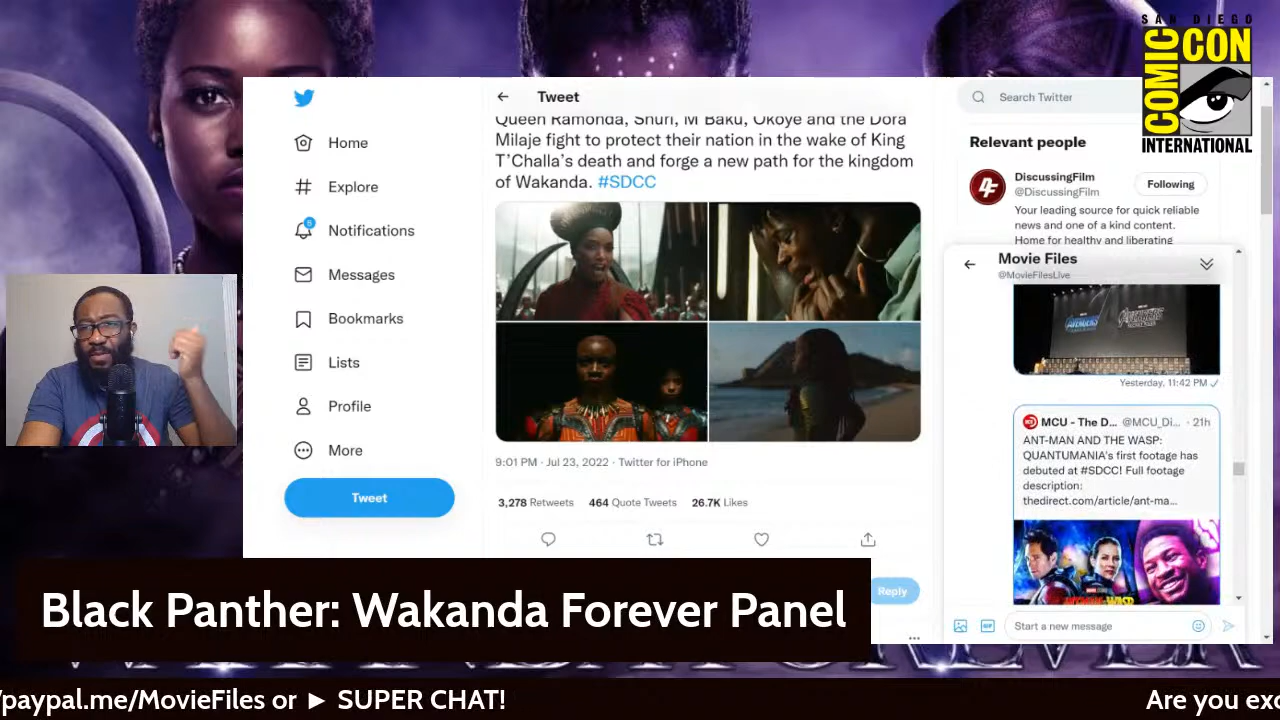 SAN DIEGO
COMIC CON
INTERNATIONAL
Tweet
Search Twitter
Queen Ramonda, Shuri, M'Baku, Okoye and the Dora
Milaje fight to protect their nation in the wake of King
T'Challa's death and forge a new path for the kingdom
of Wakanda. #SDCC
Home
Explore
6
Notifications
Messages
Bookmarks
Lists
Profile
More
Tweet
9:01 PM · Jul 23, 2022 · Twitter for iPhone
3,278 Retweets 464 Quote Tweets 26.7K Likes
Reply
Relevant people
DiscussingFilm
@DiscussingFilm
Following
Your leading source for quick reliable
news and one of a kind content.
Home for healthy and liberating
Movie Files
@MovieFilesLive
AVENGERS
AVENGERS
Yesterday, 11:42 PM
MCU - The D... @MCU_Di... · 21h
ANT-MAN AND THE WASP:
QUANTUMANIA's first footage has
debuted at #SDCC! Full footage
description:
thedirect.com/article/ant-ma...
Start a new message
GIF
Black Panther: Wakanda Forever Panel
/paypal.me/MovieFiles or ► SUPER CHAT!
Are you exc